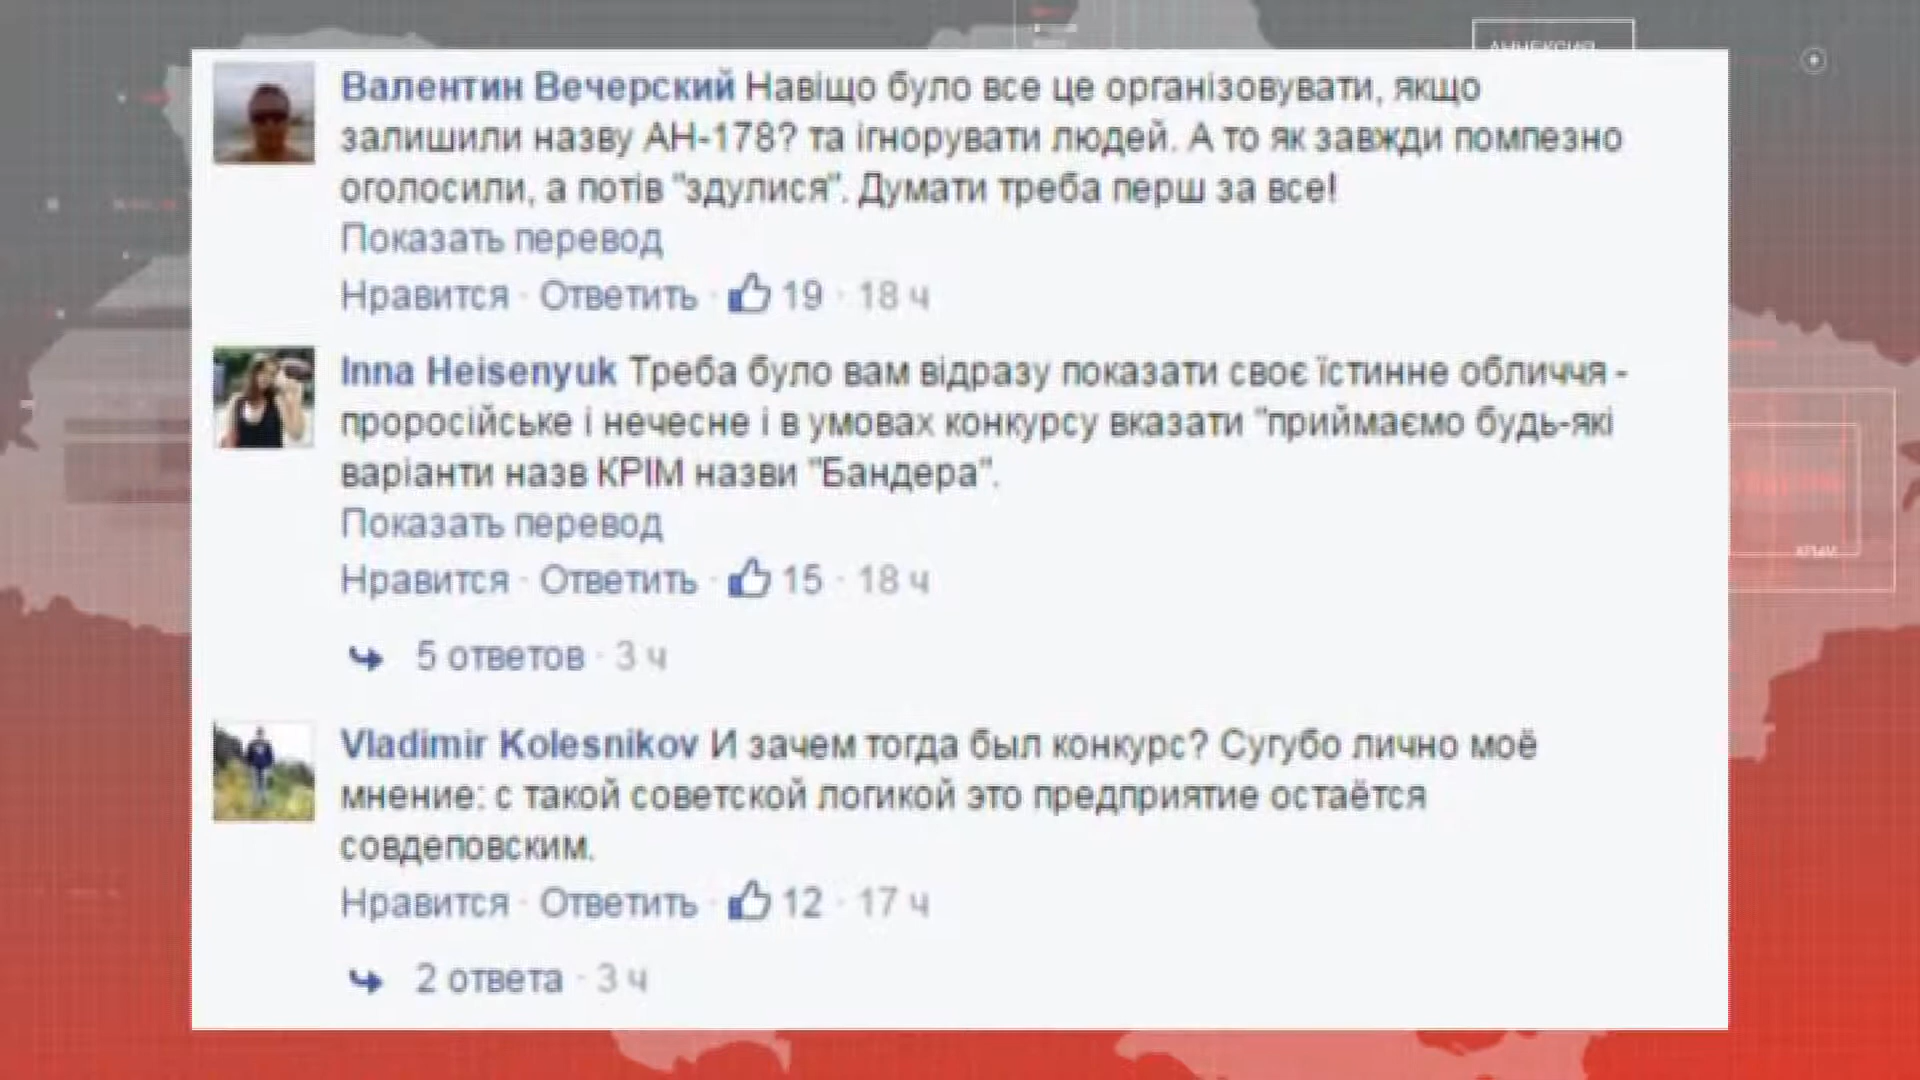 АННЕКСИЯ
Валентин Вечерский Навіщо було все це організовувати, якщо
залишили назву АН-178? та ігнорувати людей. А то як завжди помпезно
оголосили, а потів "здулися". Думати треба перш за все!
Показать перевод
Нравится · Ответить · 19 · 18 ч
Inna Heisenyuk Треба було вам відразу показати своє їстинне обличчя -
проросійське і нечесне і в умовах конкурсу вказати "приймаємо будь-які
варіанти назв КРІМ назви "Бандера".
Показать перевод
Нравится · Ответить · 15 · 18 ч
5 ответов · 3 ч
Vladimir Kolesnikov И зачем тогда был конкурс? Сугубо лично моё
мнение: с такой советской логикой это предприятие остаётся
совдеповским.
Нравится · Ответить · 12 · 17 ч
2 ответа · 3 ч
КРЫМ